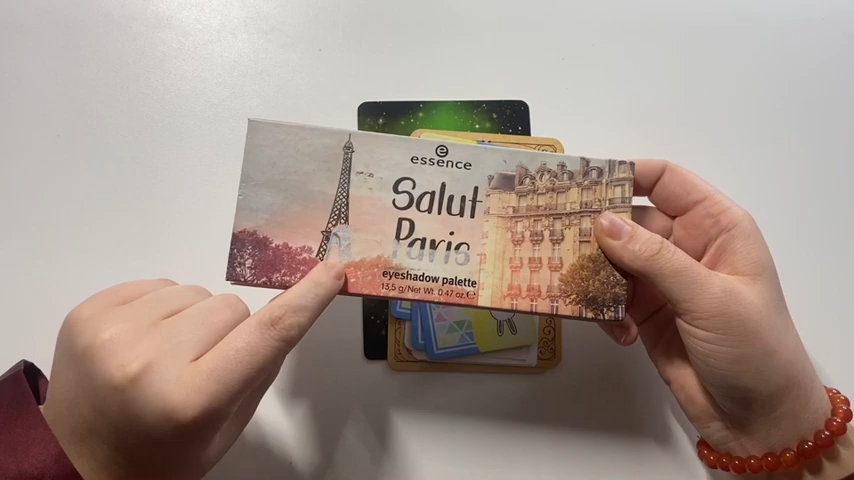 essence
Salut
Paris
eyeshadow palette
13,5 g/Net Wt. 0.47 oz.℮